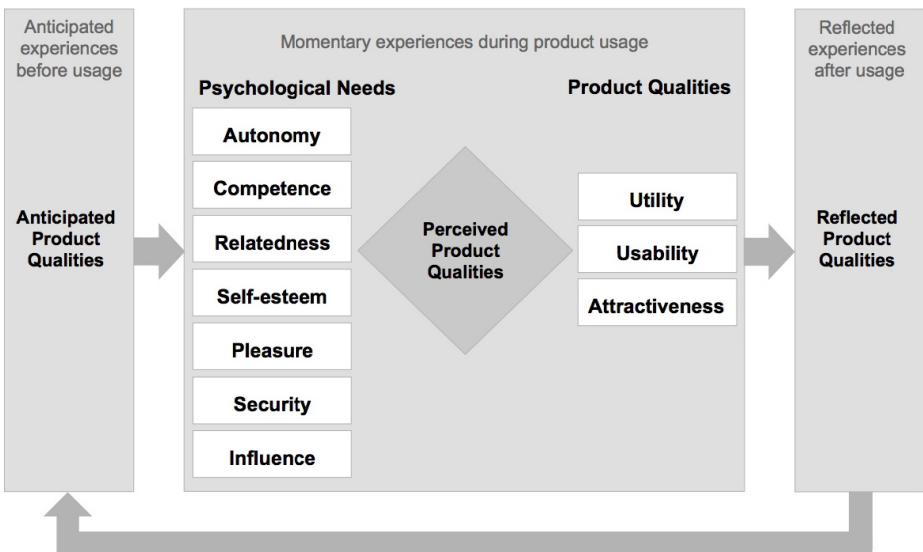 Anticipated
experiences
before usage
Anticipated
Product
Qualities
Momentary experiences during product usage
Psychological Needs
Autonomy
Competence
Relatedness
Self-esteem
Pleasure
Security
Influence
Perceived
Product
Qualities
Product Qualities
Utility
Usability
Attractiveness
Reflected
experiences
after usage
Reflected
Product
Qualities